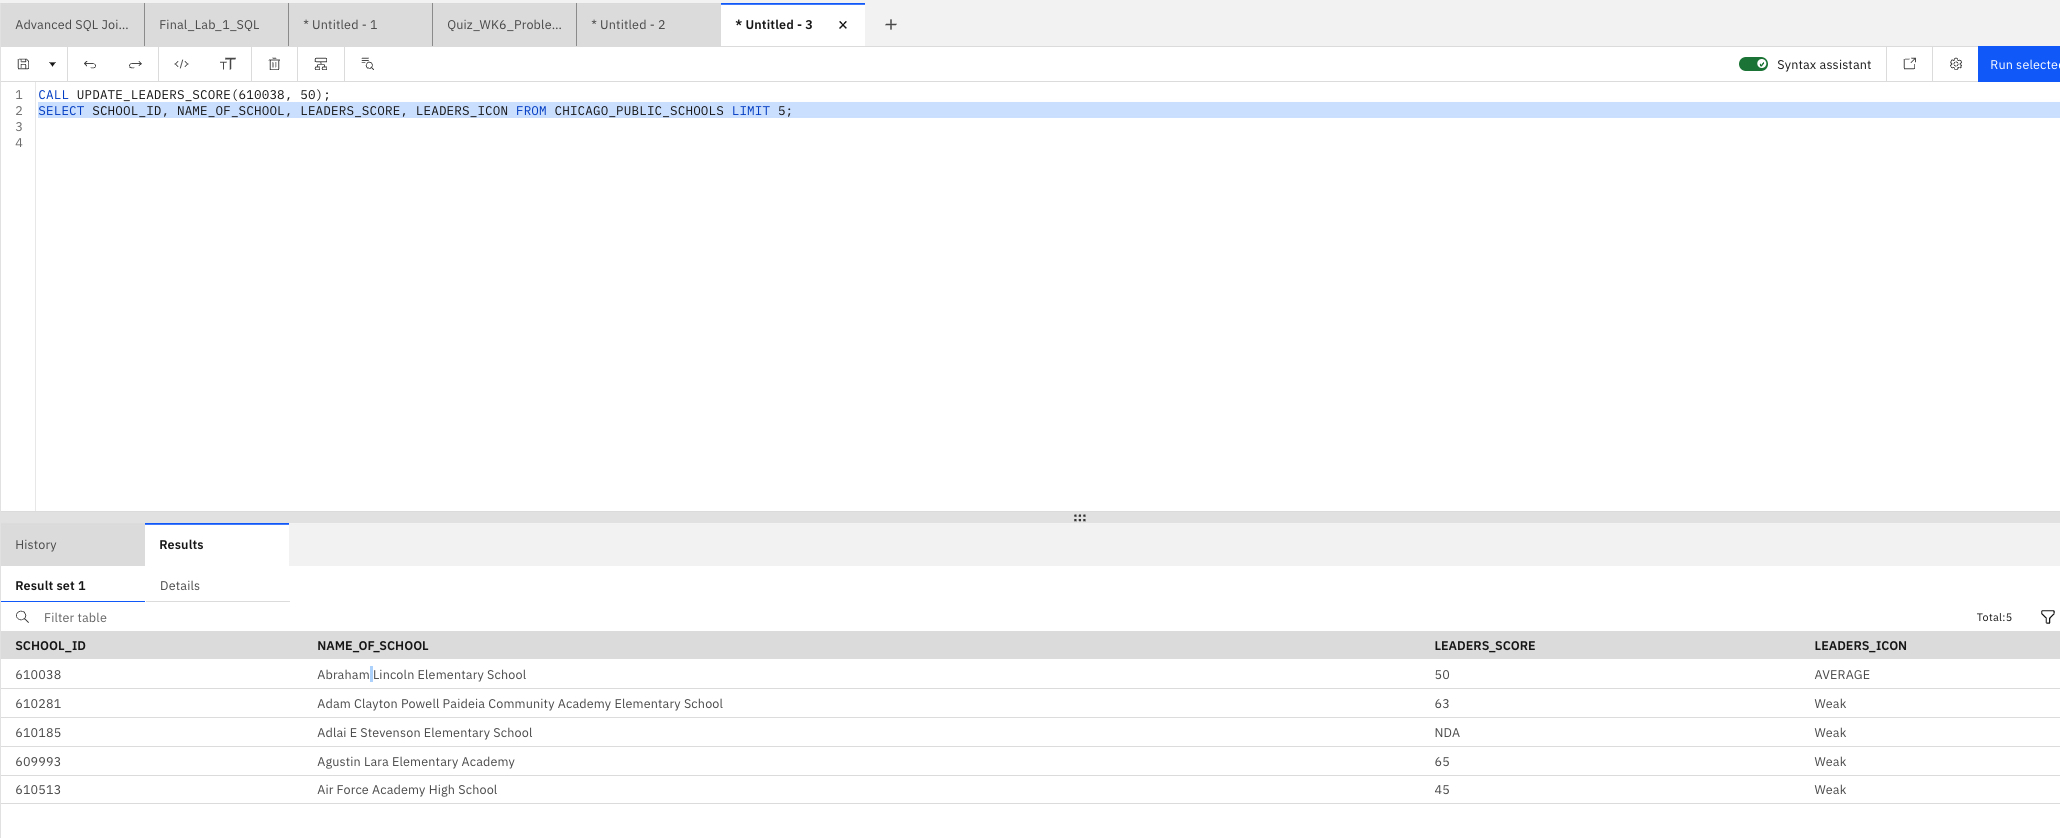 Advanced SQL Joi... Final_Lab_1_SQL * Untitled - 1 Quiz_WK6_Proble... * Untitled - 2 * Untitled - 3 × +
</> TT Syntax assistant Run selecte
1 CALL UPDATE_LEADERS_SCORE(610038, 50);
2 SELECT SCHOOL_ID, NAME_OF_SCHOOL, LEADERS_SCORE, LEADERS_ICON FROM CHICAGO_PUBLIC_SCHOOLS LIMIT 5;
3
4
History Results
Result set 1 Details
Filter table Total:5
SCHOOL_ID NAME_OF_SCHOOL LEADERS_SCORE LEADERS_ICON
610038 Abraham Lincoln Elementary School 50 AVERAGE
610281 Adam Clayton Powell Paideia Community Academy Elementary School 63 Weak
610185 Adlai E Stevenson Elementary School NDA Weak
609993 Agustin Lara Elementary Academy 65 Weak
610513 Air Force Academy High School 45 Weak